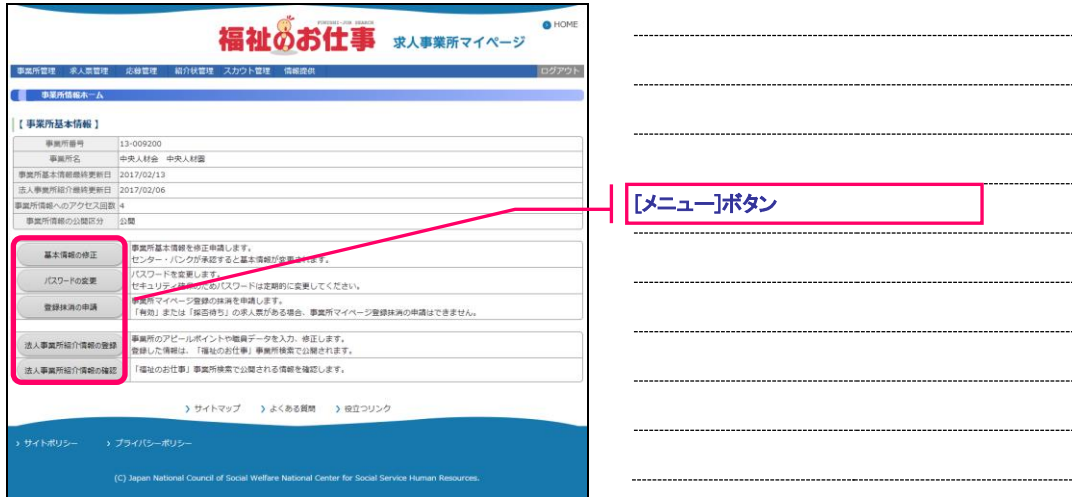 FUKUSHI-JOB SEARCH
福祉のお仕事 求人事業所マイページ
HOME
事業所管理 求人票管理 応募管理 紹介状管理 スカウト管理 情報提供 ログアウト
事業所情報ホーム
【 事業所基本情報 】
事業所番号 13-009200
事業所名 中央人材会 中央人材園
事業所基本情報最終更新日 2017/02/13
法人事業所紹介最終更新日 2017/02/06
事業所情報へのアクセス回数 4
事業所情報の公開区分 公開
[メニュー]ボタン
基本情報の修正
事業所基本情報を修正申請します。
センター・バンクが承認すると基本情報が変更されます。
パスワードの変更
パスワードを変更します。
セキュリティ確保のためパスワードは定期的に変更してください。
登録抹消の申請
事業所マイページ登録の抹消を申請します。
「有効」または「採否待ち」の求人票がある場合、事業所マイページ登録抹消の申請はできません。
法人事業所紹介情報の登録
事業所のアピールポイントや職員データを入力、修正します。
登録した情報は、「福祉のお仕事」事業所検索で公開されます。
法人事業所紹介情報の確認
「福祉のお仕事」事業所検索で公開される情報を確認します。
サイトマップ よくある質問 役立つリンク
サイトポリシー プライバシーポリシー
(C) Japan National Council of Social Welfare National Center for Social Service Human Resources.